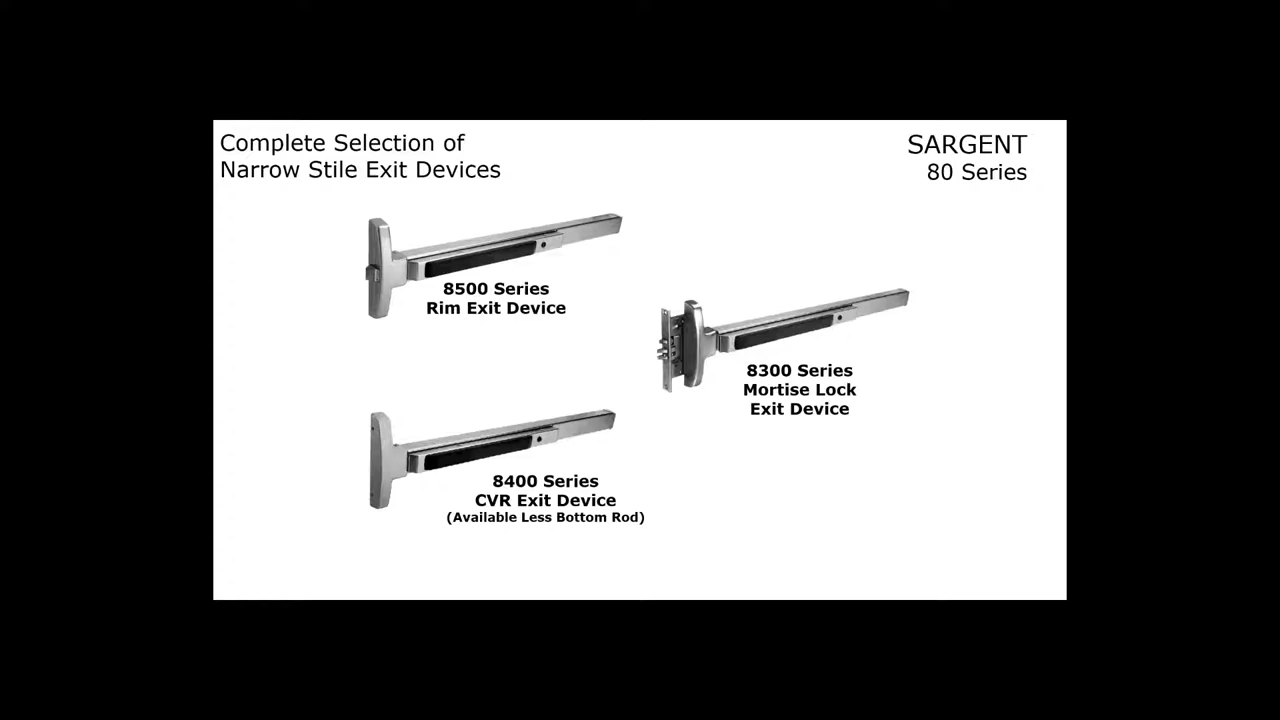 Complete Selection of
Narrow Stile Exit Devices
SARGENT
80 Series
8500 Series
Rim Exit Device
8300 Series
Mortise Lock
Exit Device
8400 Series
CVR Exit Device
(Available Less Bottom Rod)